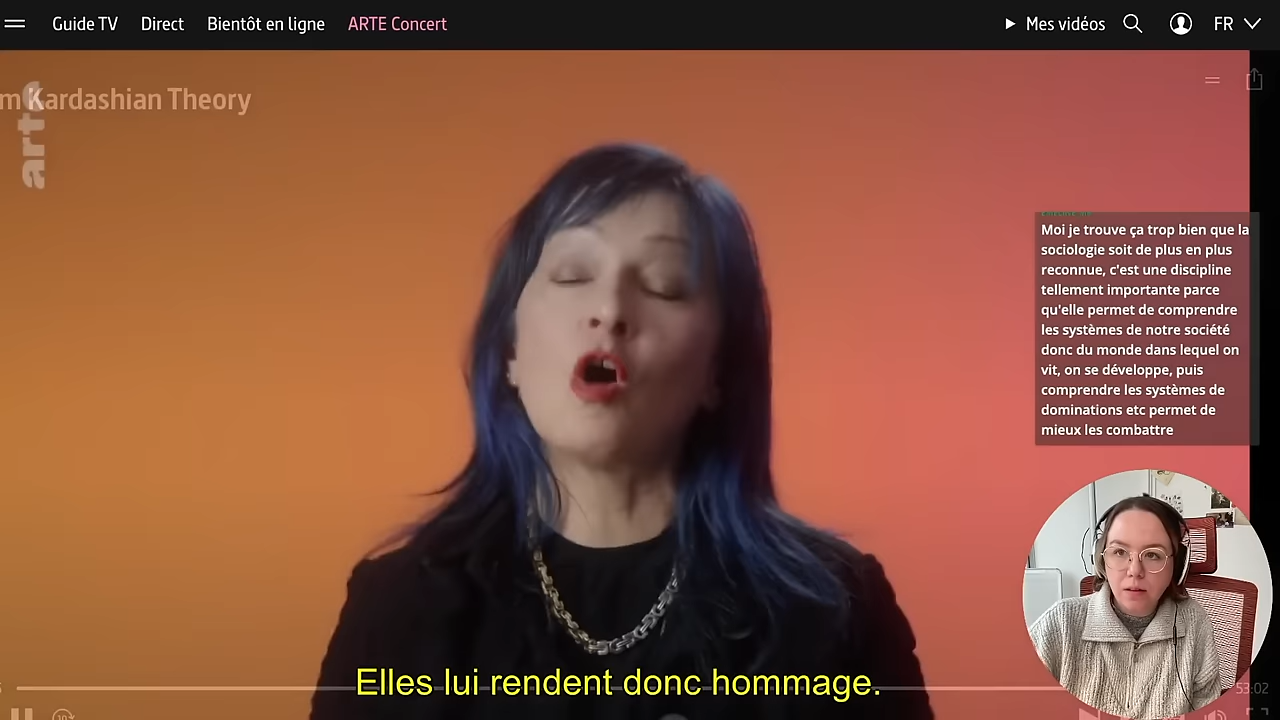 Guide TV Direct Bientôt en ligne ARTE Concert Mes vidéos FR
m Kardashian Theory
arte
Moi je trouve ça trop bien que la
sociologie soit de plus en plus
reconnue, c'est une discipline
tellement importante parce
qu'elle permet de comprendre
les systèmes de notre société
donc du monde dans lequel on
vit, on se développe, puis
comprendre les systèmes de
dominations etc permet de
mieux les combattre
Elles lui rendent donc hommage.
53:02
10